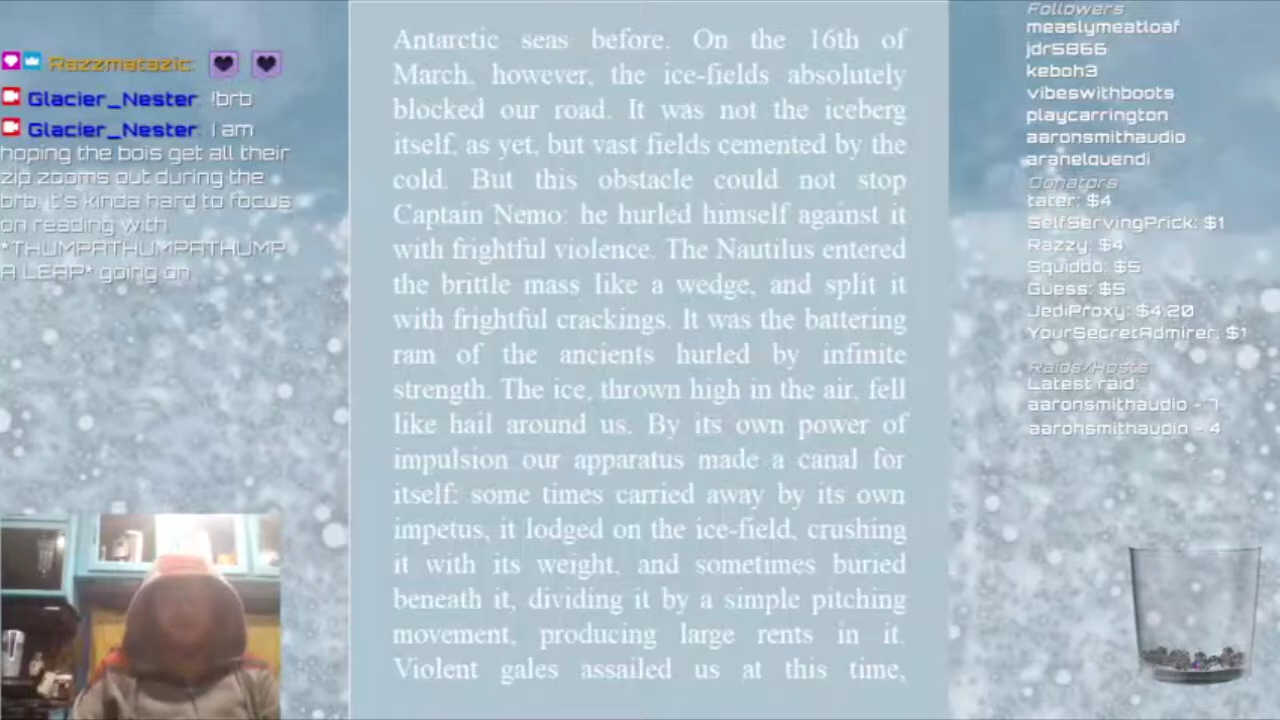 Razzmatazic:
Glacier_Nester: !brb
Glacier_Nester: I am
hoping the bois get all their
zip zooms out during the
brb, it's kinda hard to focus
on reading with
*THUMPATHUMPATHUMP
A LEAP* going on
Antarctic seas before. On the 16th of
March, however, the ice-fields absolutely
blocked our road. It was not the iceberg
itself, as yet, but vast fields cemented by the
cold. But this obstacle could not stop
Captain Nemo: he hurled himself against it
with frightful violence. The Nautilus entered
the brittle mass like a wedge, and split it
with frightful crackings. It was the battering
ram of the ancients hurled by infinite
strength. The ice, thrown high in the air, fell
like hail around us. By its own power of
impulsion our apparatus made a canal for
itself; some times carried away by its own
impetus, it lodged on the ice-field, crushing
it with its weight, and sometimes buried
beneath it, dividing it by a simple pitching
movement, producing large rents in it.
Violent gales assailed us at this time,
Followers
measlymeatloaf
jdr5866
keboh3
vibeswithboots
playcarrington
aaronsmithaudio
aranelquendi
Donators
tater: $4
SelfServingPrick: $1
Razzy: $4
Squidoo: $5
Guess: $5
JediProxy: $4.20
YourSecretAdmirer: $1
Raids/Hosts
Latest raid:
aaronsmithaudio - 7
aaronsmithaudio - 4